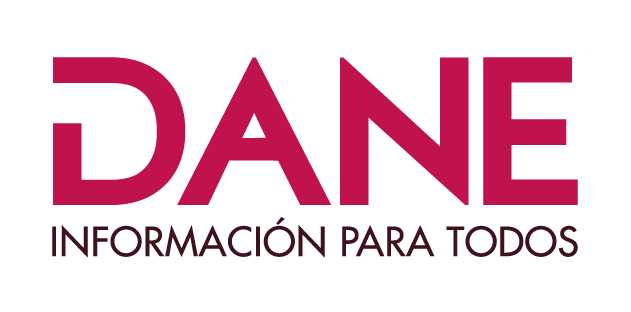 DANE
INFORMACIÓN PARA TODOS